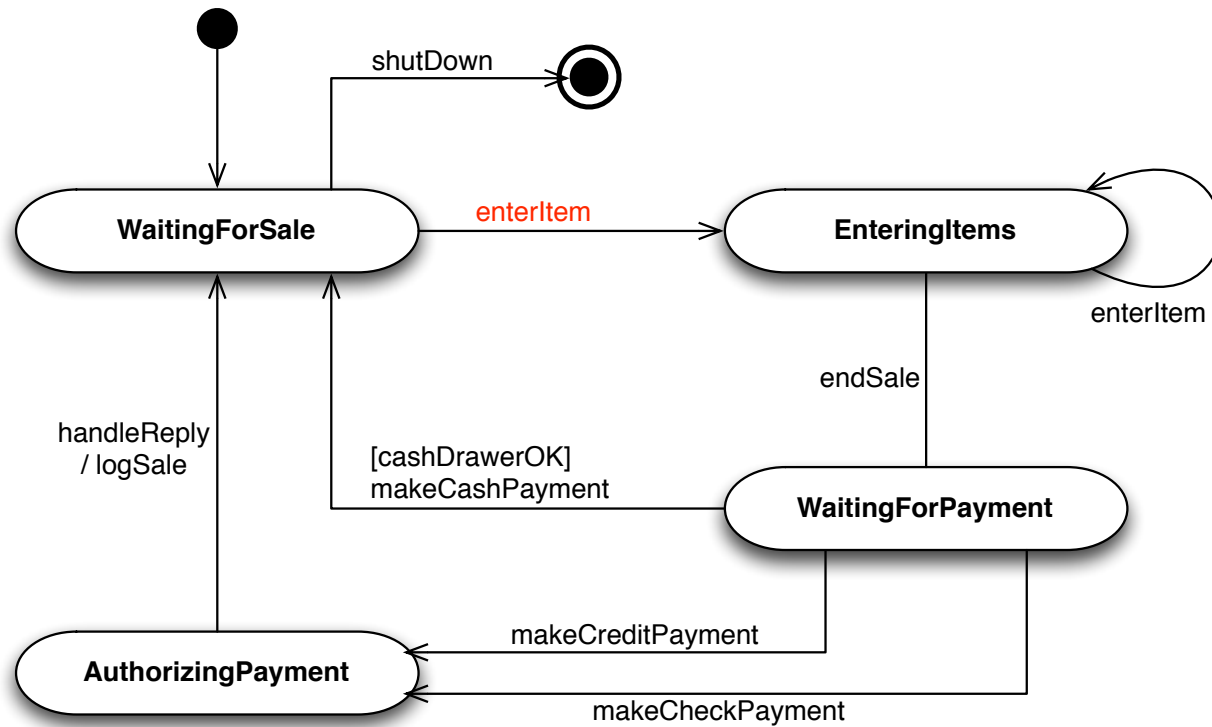 shutDown
WaitingForSale
enterItem
EnteringItems
enterItem
endSale
handleReply
/ logSale
[cashDrawerOK]
makeCashPayment
WaitingForPayment
makeCreditPayment
AuthorizingPayment
makeCheckPayment